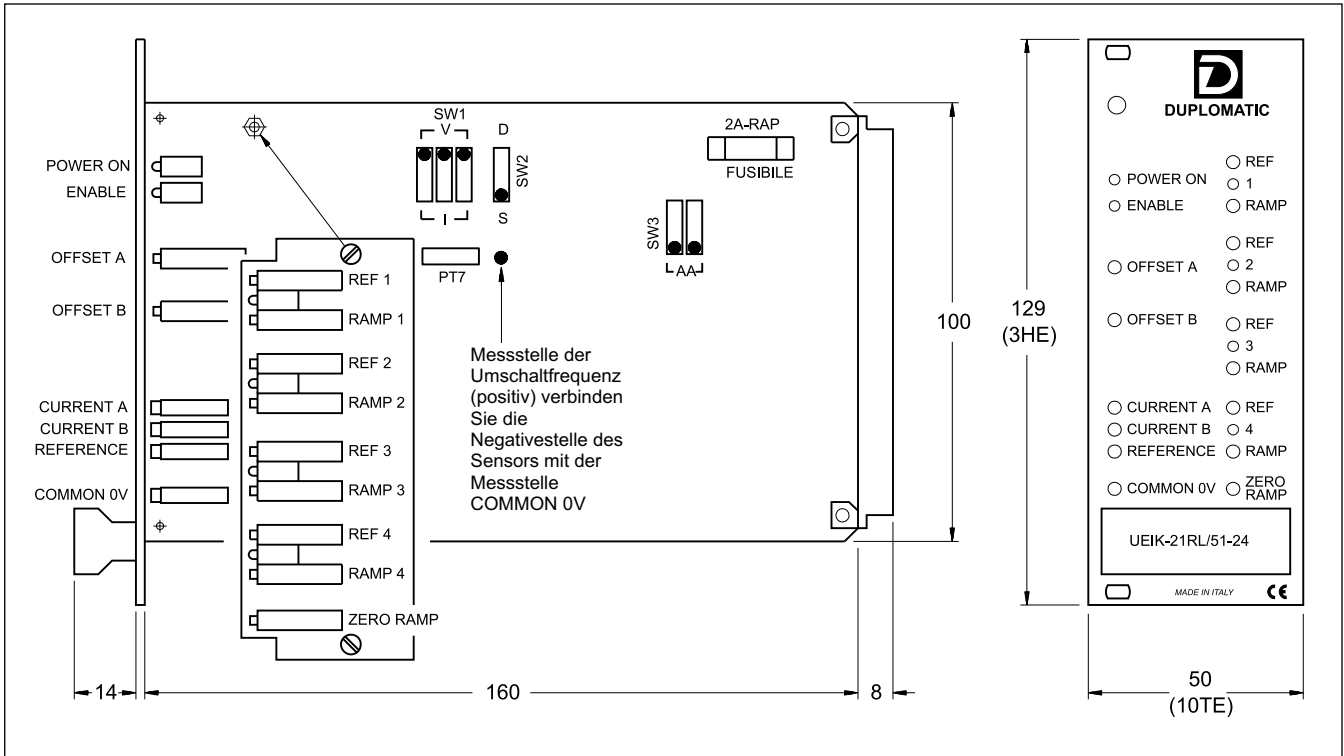 POWER ON
ENABLE
OFFSET A
OFFSET B
CURRENT A
CURRENT B
REFERENCE
COMMON 0V
SW1
V
I
D
SW2
S
PT7
2A-RAP
FUSIBILE
SW3
AA
REF 1
RAMP 1
REF 2
RAMP 2
REF 3
RAMP 3
REF 4
RAMP 4
ZERO RAMP
Messstelle der
Umschaltfrequenz
(positiv) verbinden
Sie die
Negativestelle des
Sensors mit der
Messstelle
COMMON 0V
100
14
160
8
129
(3HE)
DUPLOMATIC
POWER ON
ENABLE
OFFSET A
OFFSET B
CURRENT A
CURRENT B
REFERENCE
COMMON 0V
REF
1
RAMP
REF
2
RAMP
REF
3
RAMP
REF
4
RAMP
ZERO
RAMP
UEIK-21RL/51-24
MADE IN ITALY
CE
50
(10TE)